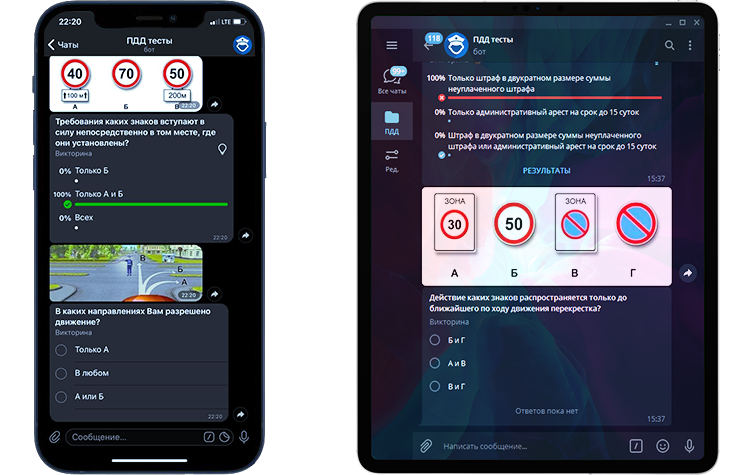 22:20
LTE
Чаты
ПДД тесты
бот
40
70
50
100 м
200м
А
Б
В
22:20
Требования каких знаков вступают в
силу непосредственно в том месте, где
они установлены?
Викторина
0% Только Б
100% Только А и Б
0% Всех
22:20
В
Б
А
22:20
В каких направлениях Вам разрешено
движение?
Викторина
Только А
В любом
А или Б
22:20
Сообщение...
118
ПДД тесты
бот
99+
Все чаты
ПДД
Ред.
100% Только штраф в двукратном размере суммы
неуплаченного штрафа
0% Только административный арест на срок до 15 суток
0% Штраф в двукратном размере суммы неуплаченного
штрафа или административный арест на срок до 15 суток
РЕЗУЛЬТАТЫ
15:37
ЗОНА
30
50
ЗОНА
А
Б
В
Г
Действие каких знаков распространяется только до
ближайшего по ходу движения перекрестка?
Викторина
Б и Г
А и В
В и Г
Ответов пока нет
15:37
Написать сообщение...